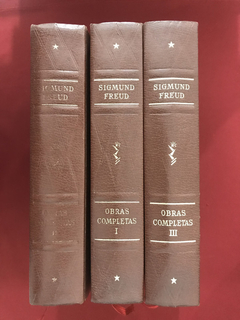 SIGMUND
FREUD
SIGMUND
FREUD
OBRAS
COMPLETAS
I
SIGMUND
FREUD
OBRAS
COMPLETAS
III